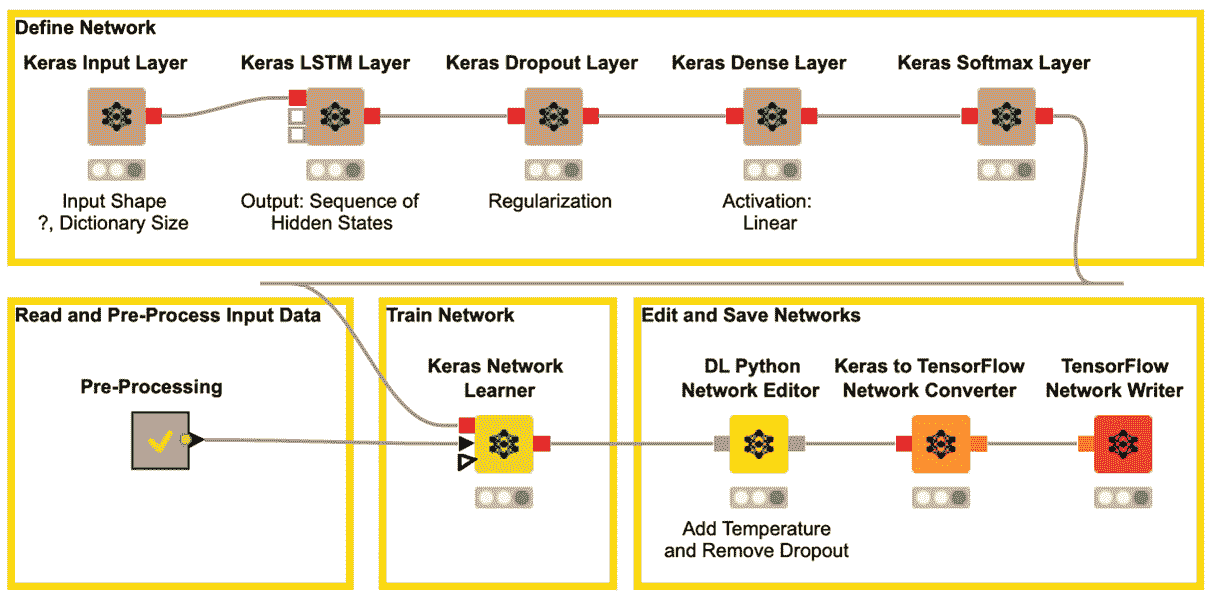 Define Network
Keras Input Layer
Keras LSTM Layer
Keras Dropout Layer
Keras Dense Layer
Keras Softmax Layer
Input Shape
?, Dictionary Size
Output: Sequence of
Hidden States
Regularization
Activation:
Linear
Read and Pre-Process Input Data
Pre-Processing
Train Network
Keras Network
Learner
Edit and Save Networks
DL Python
Network Editor
Add Temperature
and Remove Dropout
Keras to TensorFlow
Network Converter
TensorFlow
Network Writer